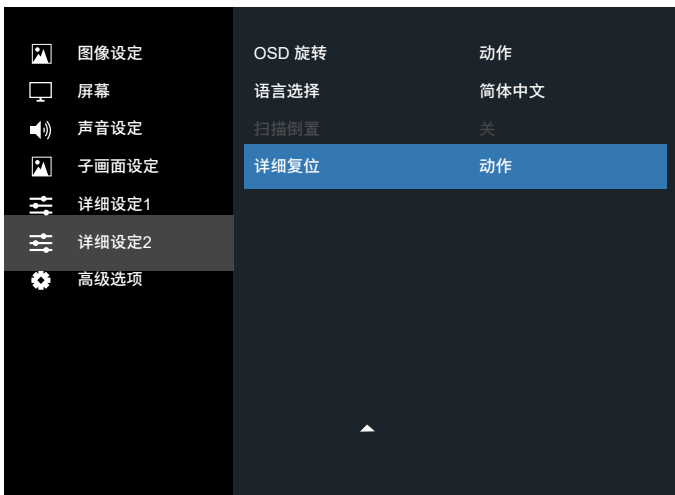 图像设定 OSD 旋转 动作
屏幕 语言选择 简体中文
声音设定 扫描倒置 关
子画面设定 详细复位 动作
详细设定1
详细设定2
高级选项